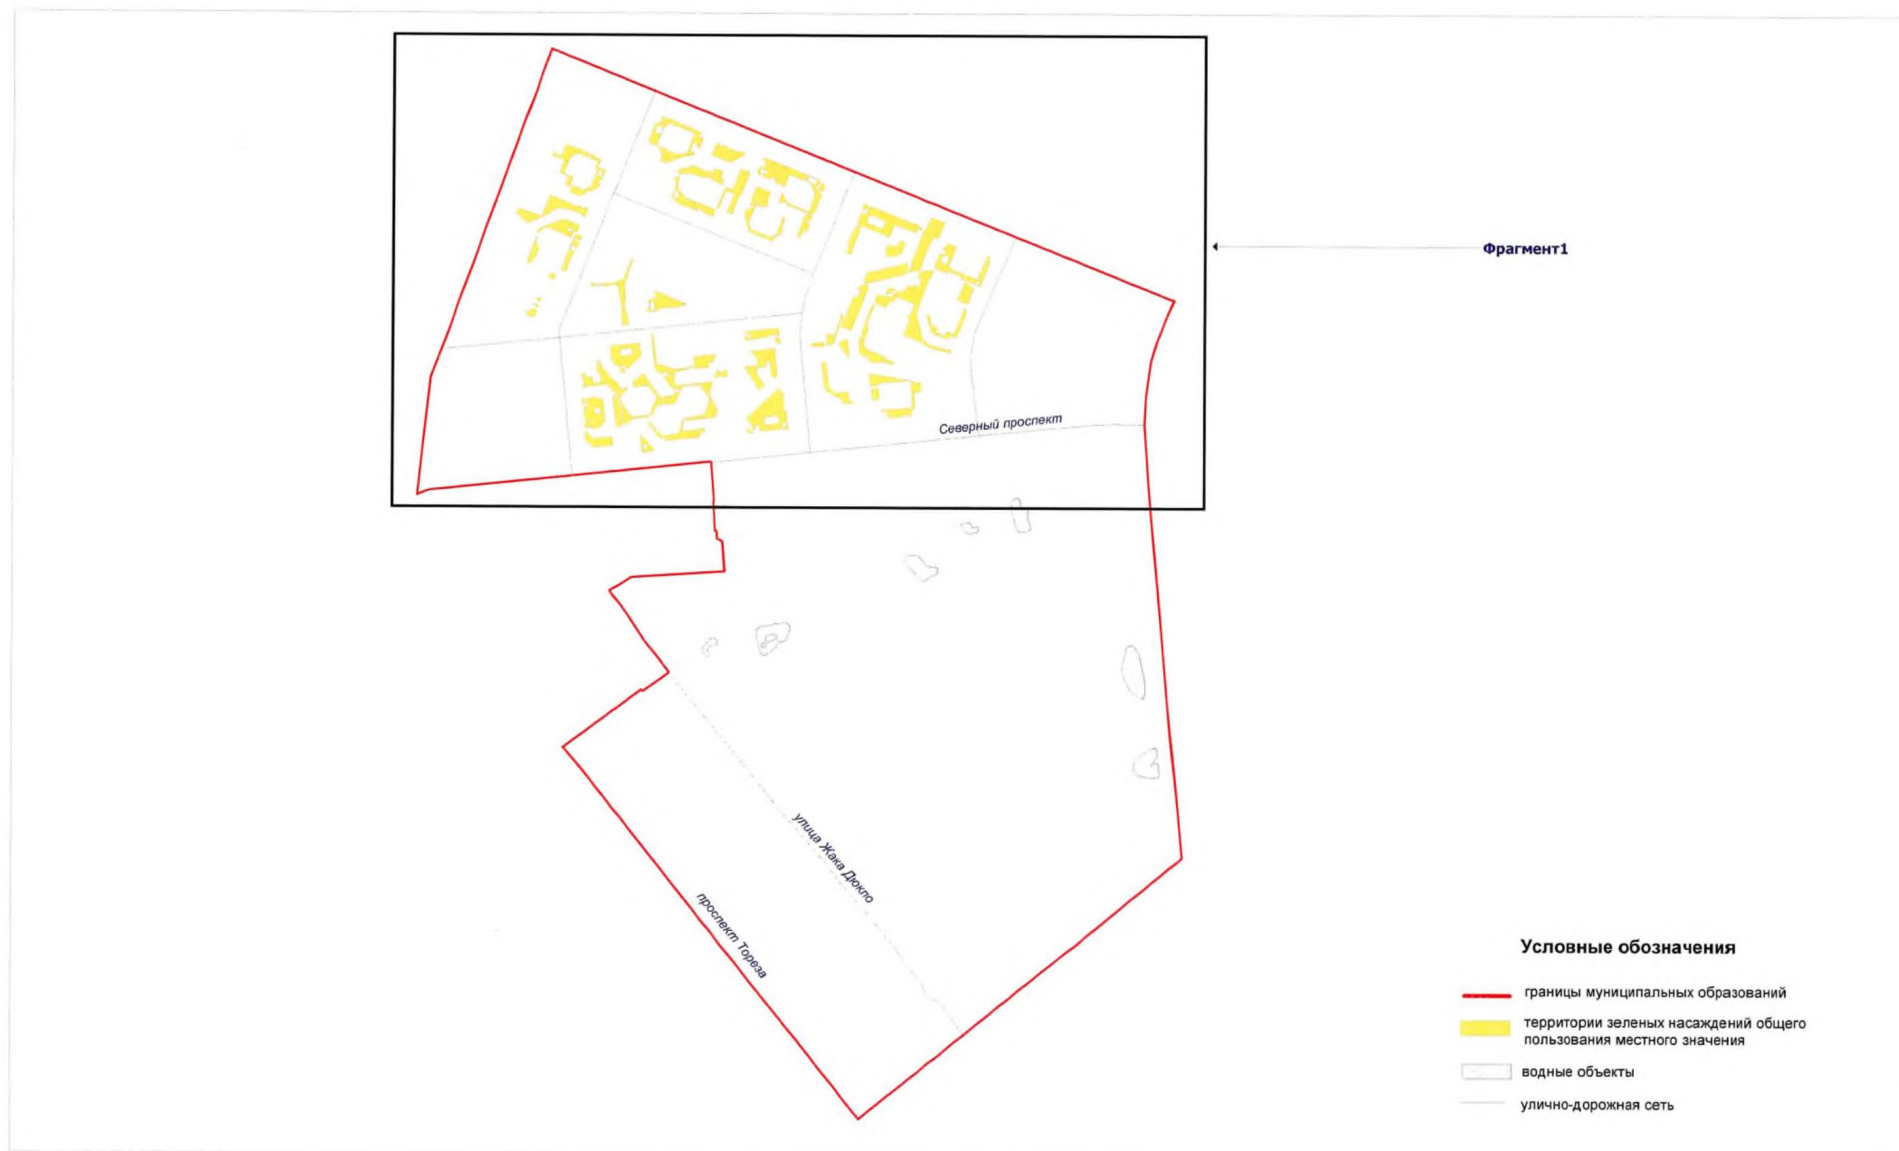 Фрагмент1
Северный проспект
улица Жака Дюкло
проспект Тореза
Условные обозначения
границы муниципальных образований
территории зеленых насаждений общего
пользования местного значения
водные объекты
улично-дорожная сеть